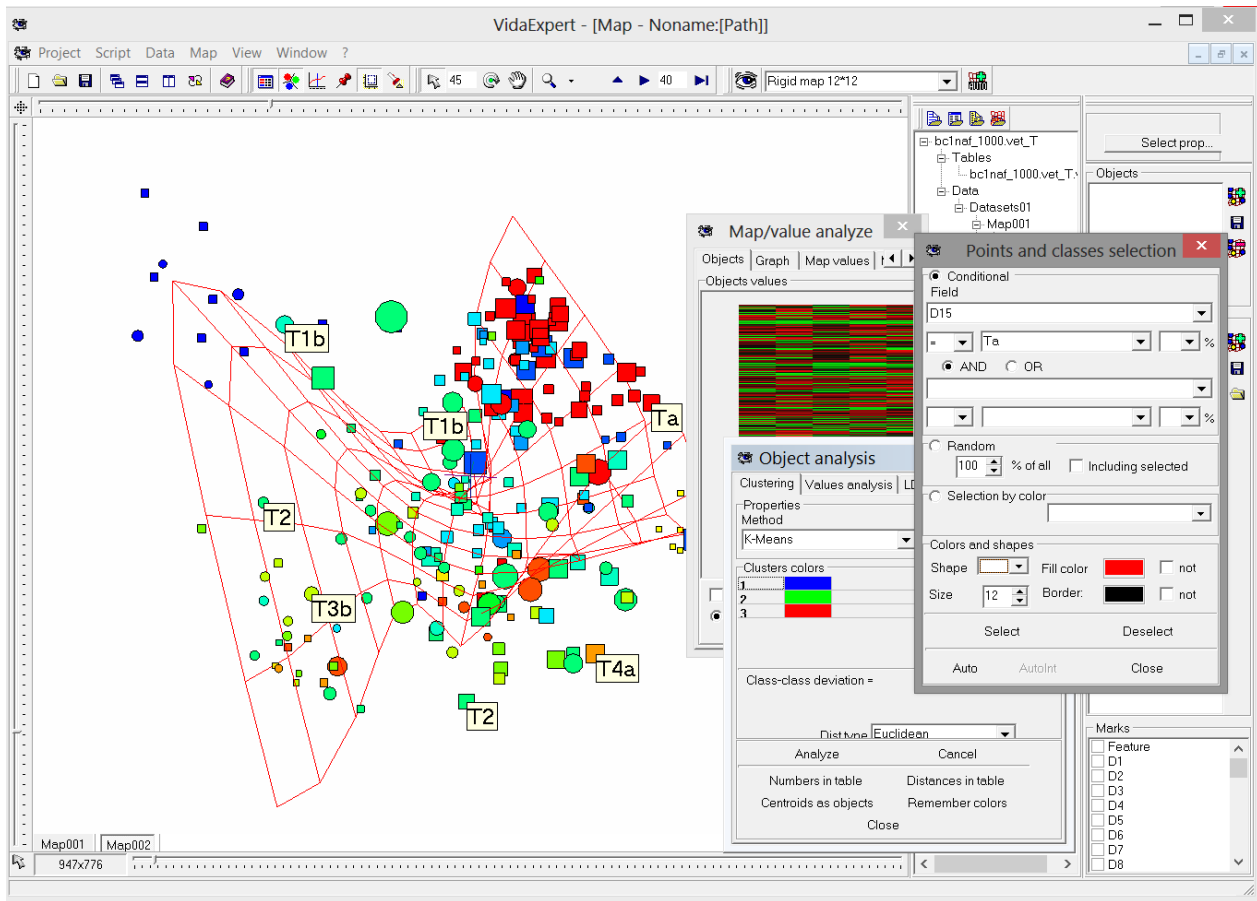 VidaExpert - [Map - Noname:[Path]]
Project Script Data Map View Window ?
45
40
Rigid map 12*12
T1b
T1b
Ta
T2
T3b
T4a
T2
Map001 Map002
947x776
bc1naf_1000.vet_T
Tables
bc1naf_1000.vet_T.
Data
Datasets01
Map001
Select prop...
Objects
Map/value analyze
Objects Graph Map values
Objects values
Object analysis
Clustering Values analysis
Properties
Method
K-Means
Clusters colors
1
2
3
Class-class deviation =
Dist type Euclidean
Analyze Cancel
Numbers in table Distances in table
Centroids as objects Remember colors
Close
Points and classes selection
Conditional
Field
D15
= Ta %
AND OR
%
Random
100 % of all Including selected
Selection by color
Colors and shapes
Shape Fill color not
Size 12 Border: not
Select Deselect
Auto AutoInt Close
Marks
Feature
D1
D2
D3
D4
D5
D6
D7
D8